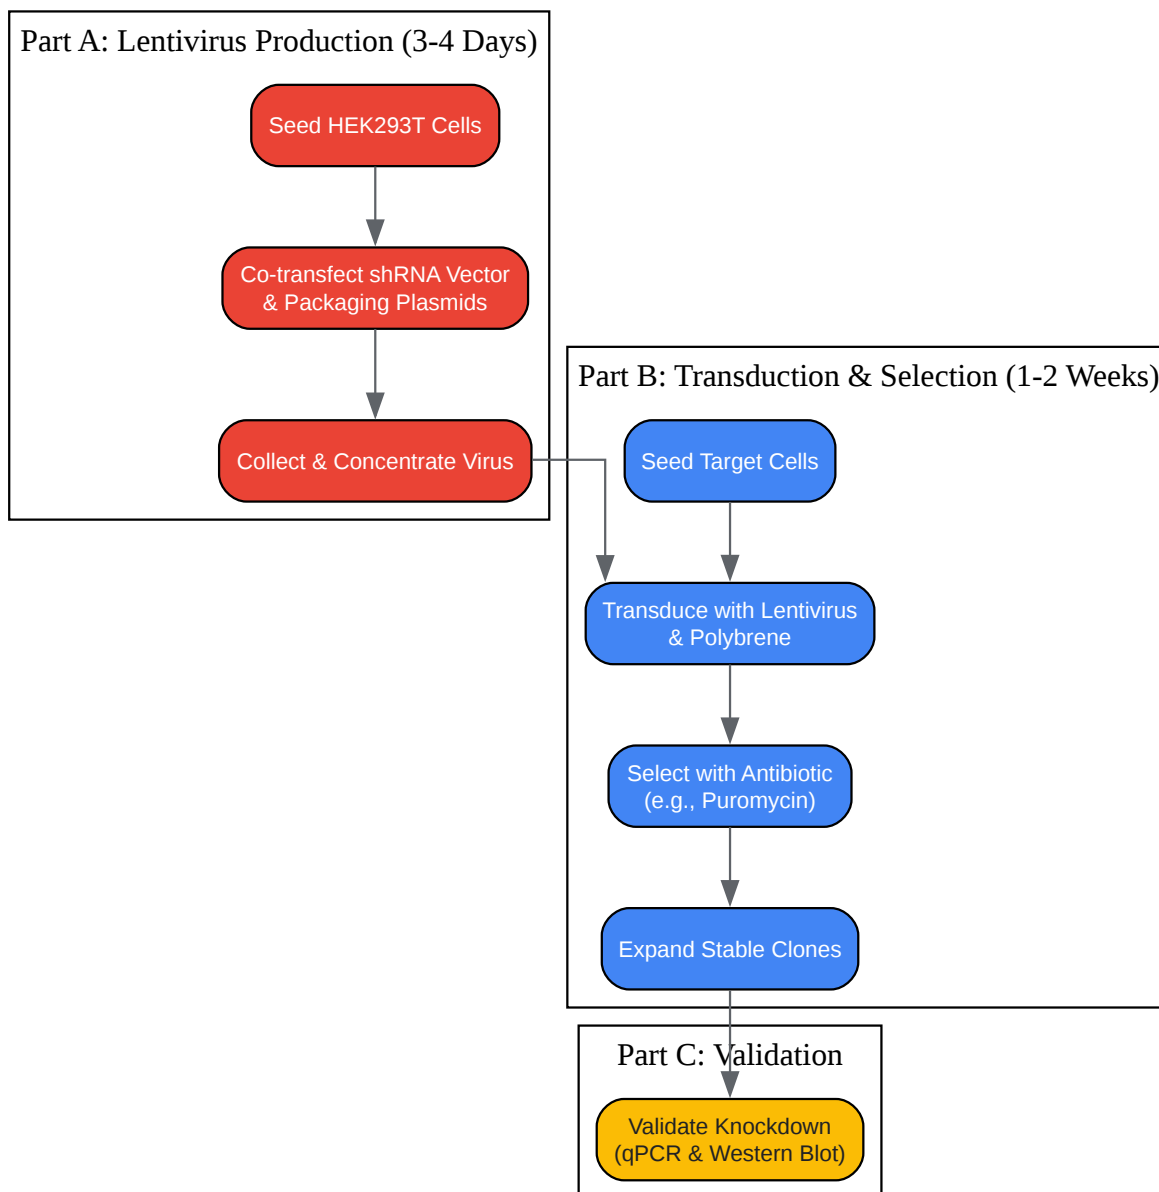 Part A: Lentivirus Production (3-4 Days)
Seed HEK293T Cells
Co-transfect shRNA Vector
& Packaging Plasmids
Collect & Concentrate Virus
Part B: Transduction & Selection (1-2 Weeks)
Seed Target Cells
Transduce with Lentivirus
& Polybrene
Select with Antibiotic
(e.g., Puromycin)
Expand Stable Clones
Part C: Validation
Validate Knockdown
(qPCR & Western Blot)